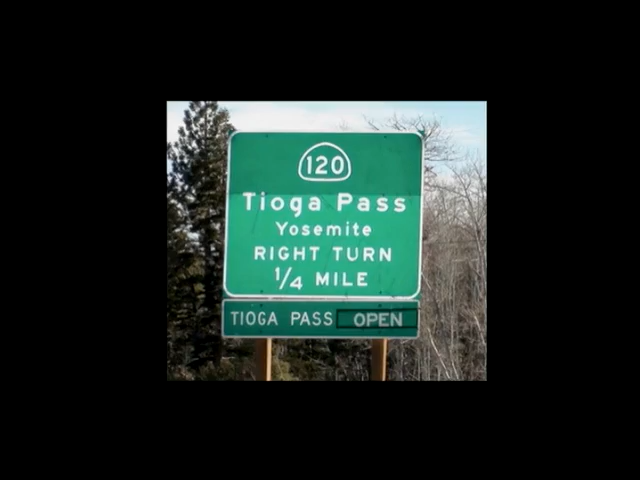 120
Tioga Pass
Yosemite
RIGHT TURN
1/4 MILE
TIOGA PASS OPEN